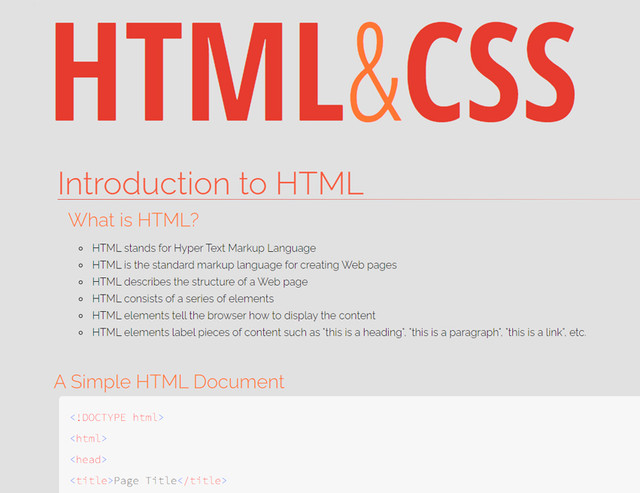 HTML&CSS
Introduction to HTML
What is HTML?
HTML stands for Hyper Text Markup Language
HTML is the standard markup language for creating Web pages
HTML describes the structure of a Web page
HTML consists of a series of elements
HTML elements tell the browser how to display the content
HTML elements label pieces of content such as "this is a heading", "this is a paragraph", "this is a link", etc.
A Simple HTML Document
<!DOCTYPE html>
<html>
<head>
<title>Page Title</title>